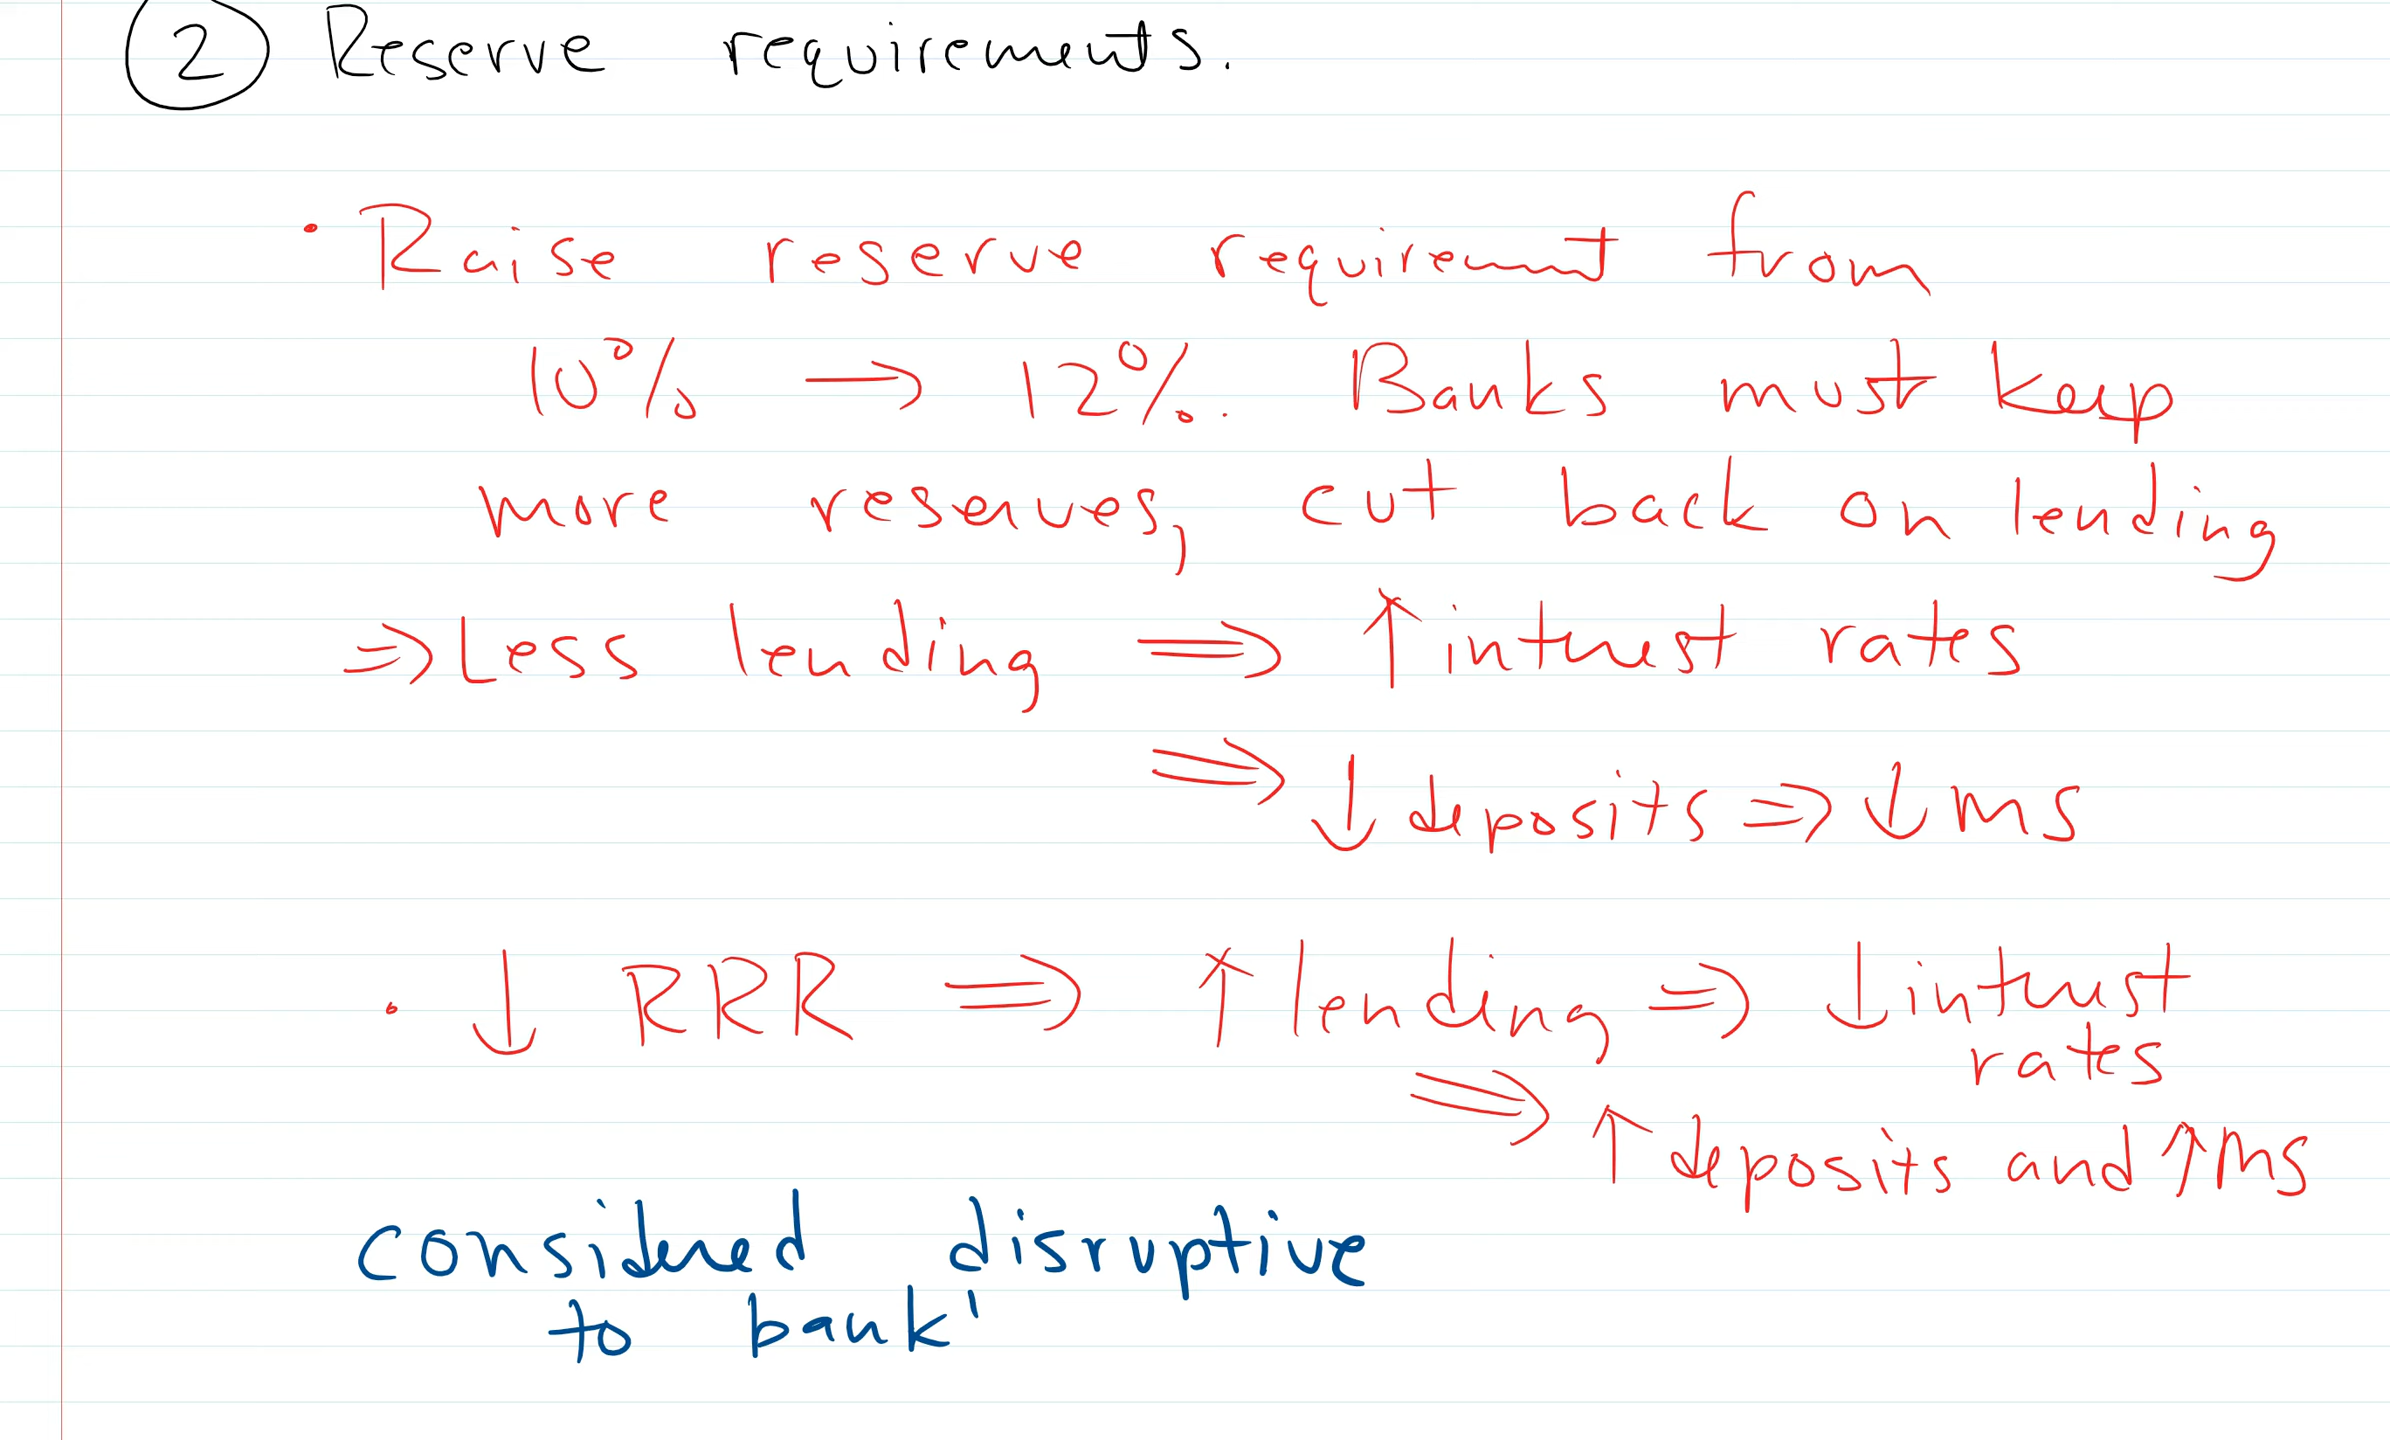 ② Reserve requirements.
• Raise reserve requirement from
10% → 12%. Banks must keep
more reserves, cut back on lending
⇒ Less lending ⇒ ↑ interest rates
⇒ ↓ deposits ⇒ ↓ MS
• ↓ RRR ⇒ ↑ lending ⇒ ↓ interest
rates
⇒ ↑ deposits and ↑ MS
considered disruptive
to bank'